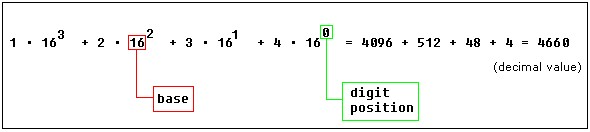 1 · 16³ + 2 · 16² + 3 · 16¹ + 4 · 16⁰ = 4096 + 512 + 48 + 4 = 4660
(decimal value)
base
digit
position